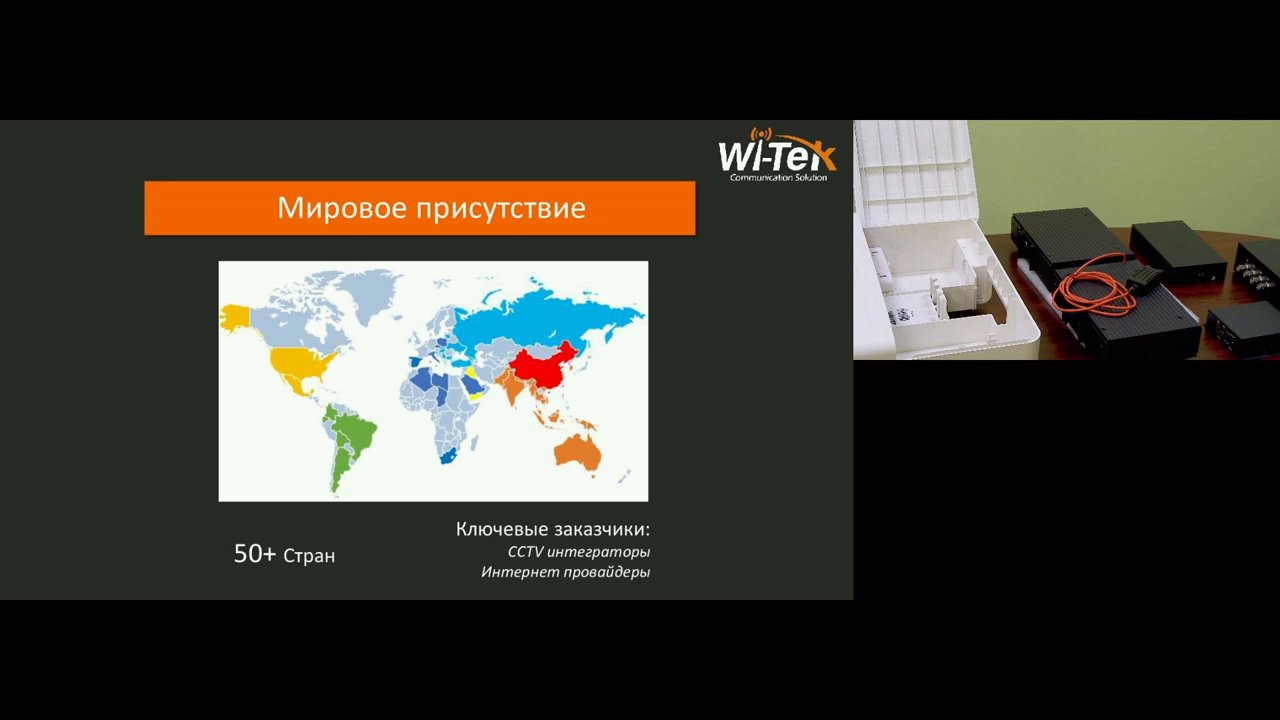 Wi-Tek
Communication Solution
Мировое присутствие
50+ Стран
Ключевые заказчики:
CCTV интеграторы
Интернет провайдеры